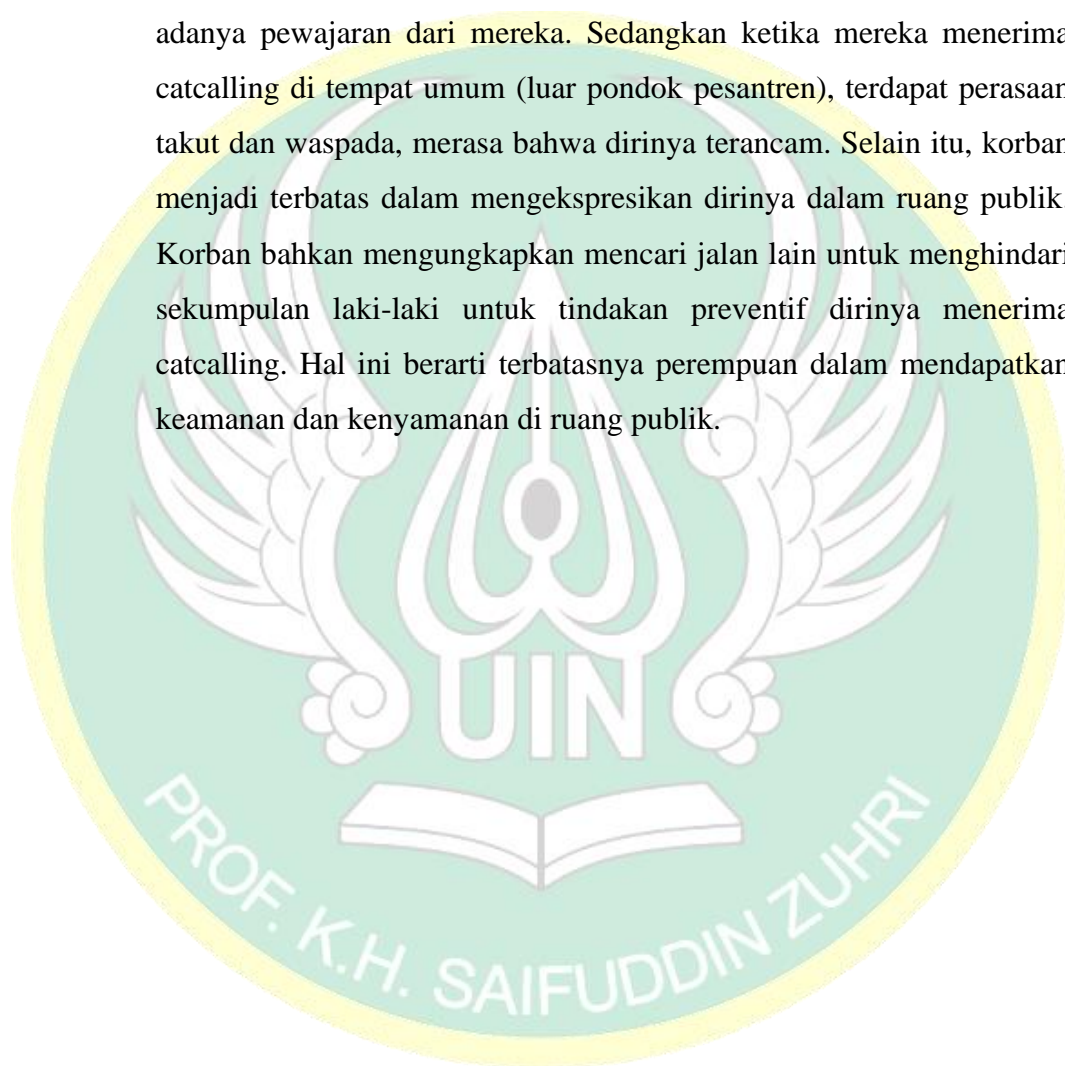 adanya pewajaran dari mereka. Sedangkan ketika mereka menerima
catcalling di tempat umum (luar pondok pesantren), terdapat perasaan
takut dan waspada, merasa bahwa dirinya terancam. Selain itu, korban
menjadi terbatas dalam mengekspresikan dirinya dalam ruang publik.
Korban bahkan mengungkapkan mencari jalan lain untuk menghindari
sekumpulan laki-laki untuk tindakan preventif dirinya menerima
catcalling. Hal ini berarti terbatasnya perempuan dalam mendapatkan
keamanan dan kenyamanan di ruang publik.
UIN
PROF. K.H. SAIFUDDIN ZUHRI